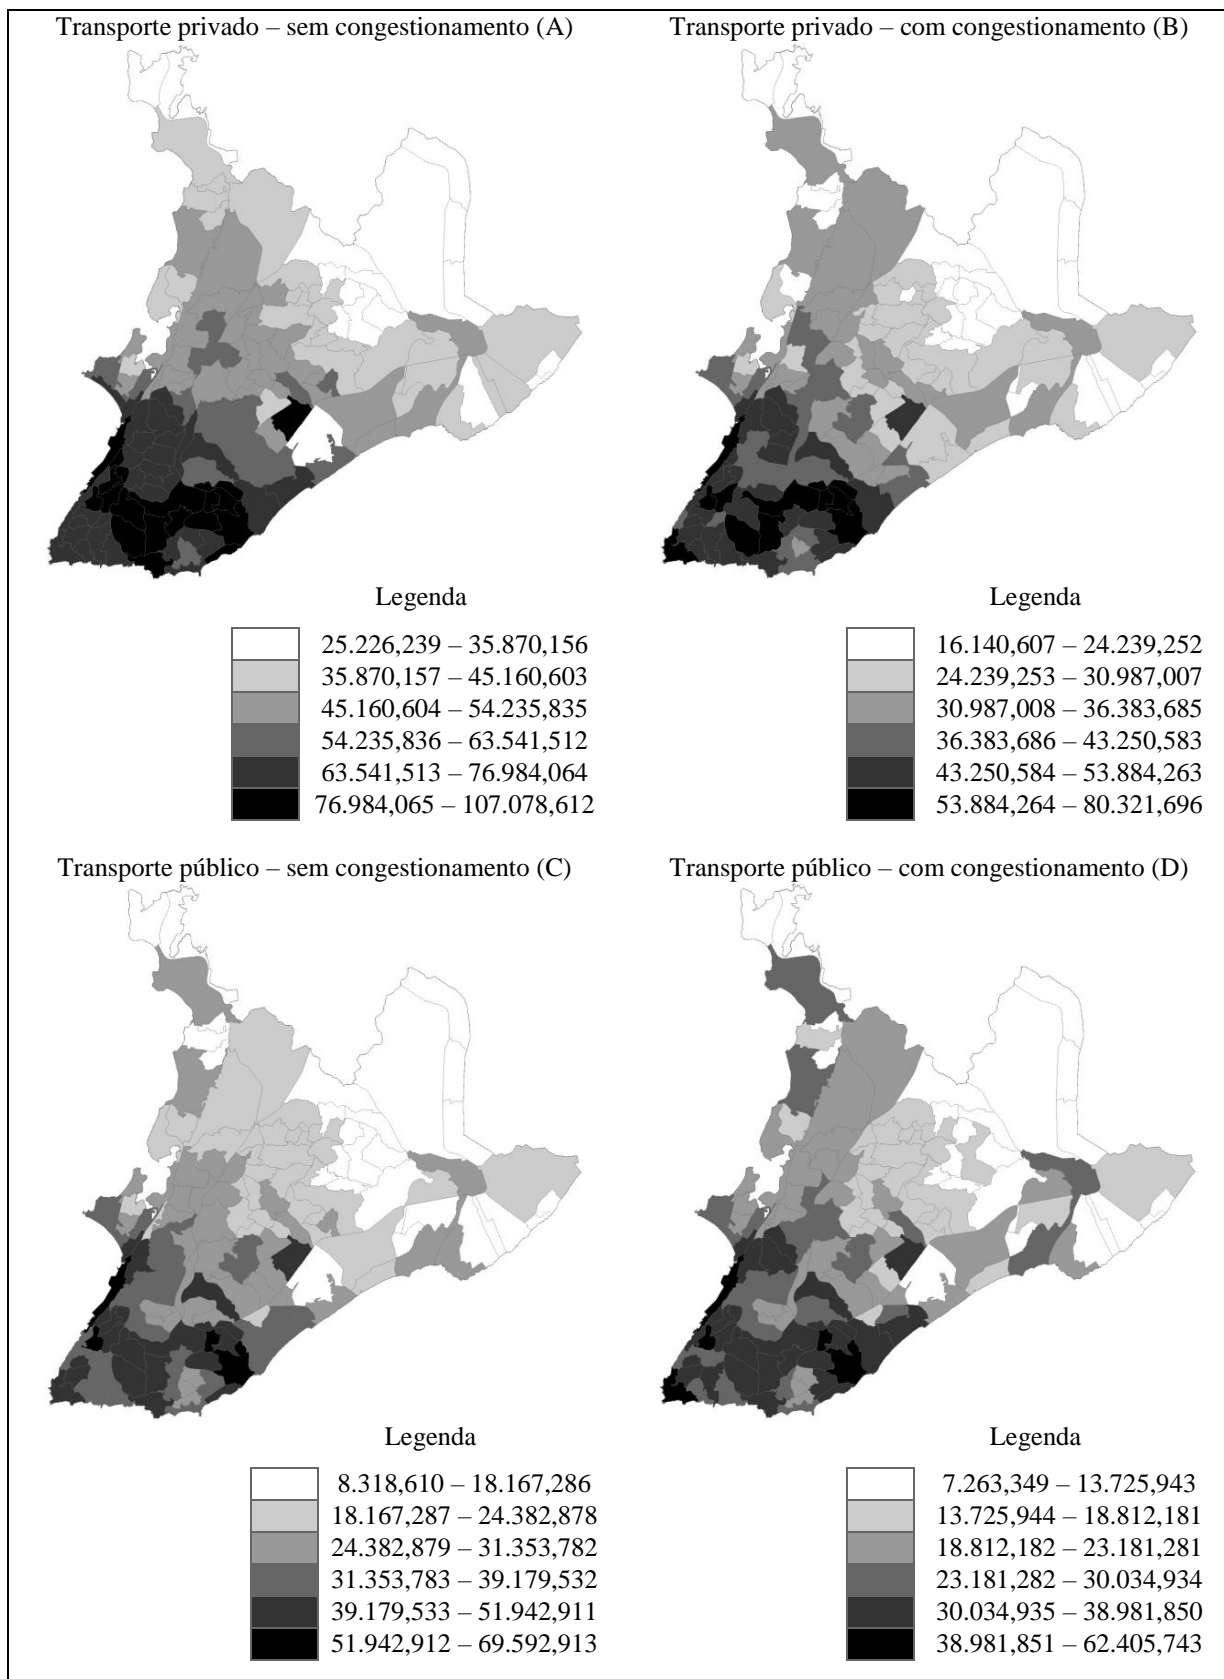 Transporte privado – sem congestionamento (A)
Transporte privado – com congestionamento (B)
Legenda
25.226,239 – 35.870,156
35.870,157 – 45.160,603
45.160,604 – 54.235,835
54.235,836 – 63.541,512
63.541,513 – 76.984,064
76.984,065 – 107.078,612
Legenda
16.140,607 – 24.239,252
24.239,253 – 30.987,007
30.987,008 – 36.383,685
36.383,686 – 43.250,583
43.250,584 – 53.884,263
53.884,264 – 80.321,696
Transporte público – sem congestionamento (C)
Transporte público – com congestionamento (D)
Legenda
8.318,610 – 18.167,286
18.167,287 – 24.382,878
24.382,879 – 31.353,782
31.353,783 – 39.179,532
39.179,533 – 51.942,911
51.942,912 – 69.592,913
Legenda
7.263,349 – 13.725,943
13.725,944 – 18.812,181
18.812,182 – 23.181,281
23.181,282 – 30.034,934
30.034,935 – 38.981,850
38.981,851 – 62.405,743